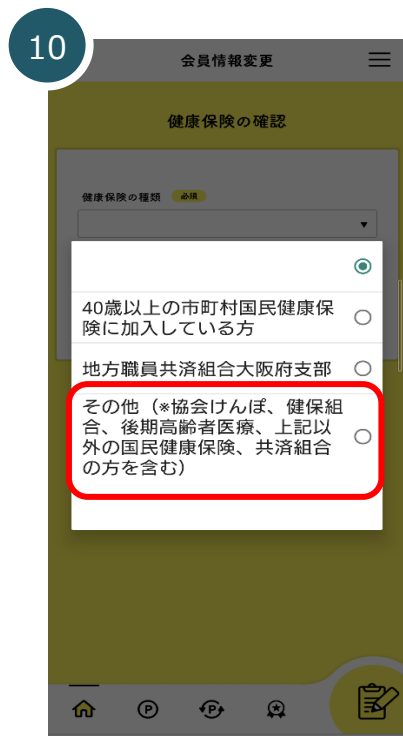 10
会員情報変更
健康保険の確認
健康保険の種類 必須
40歳以上の市町村国民健康保
険に加入している方
地方職員共済組合大阪府支部
その他（※協会けんぽ、健保組
合、後期高齢者医療、上記以
外の国民健康保険、共済組合
の方を含む）
P P